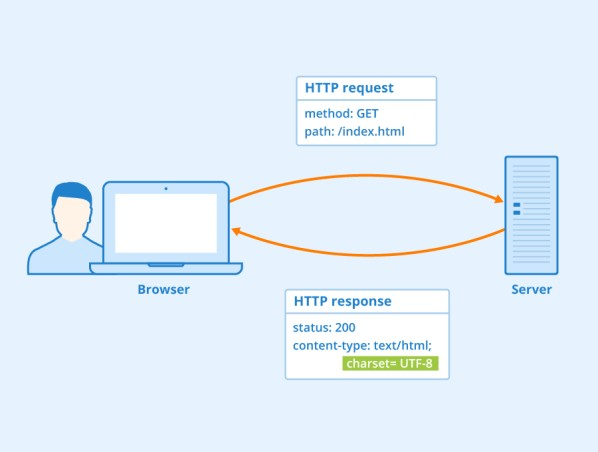 HTTP request
method: GET
path: /index.html
Browser
Server
HTTP response
status: 200
content-type: text/html;
charset= UTF-8